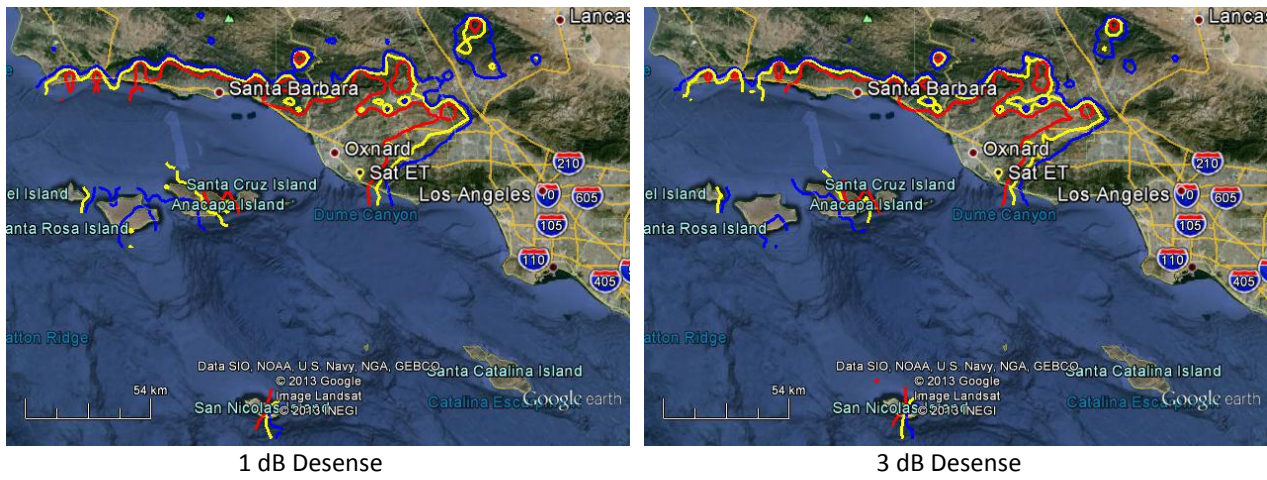 Lancas
Santa Barbara
Oxnard
Sat ET
210
el Island
Santa Cruz Island
Los Angeles
10
605
Anacapa Island
Dume Canyon
anta Rosa Island
105
110
405
atton Ridge
Data SIO, NOAA, U.S. Navy, NGA, GEBCO
Santa Catalina Island
© 2013 Google
54 km
Image Landsat
Google earth
San Nicolas Island
© 2013 INEGI
1 dB Desense
Lancas
Santa Barbara
Oxnard
Sat ET
210
el Island
Santa Cruz Island
Los Angeles
10
605
Anacapa Island
Dume Canyon
anta Rosa Island
105
110
405
atton Ridge
Data SIO, NOAA, U.S. Navy, NGA, GEBCO
Santa Catalina Island
© 2013 Google
54 km
Image Landsat
Google earth
San Nicolas Island
© 2013 INEGI
3 dB Desense